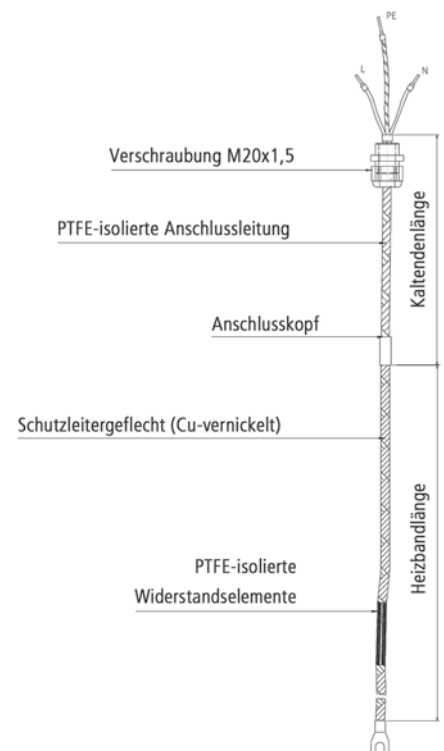 PE
L
N
Verschraubung M20x1,5
PTFE-isolierte Anschlussleitung
Kaltendenlänge
Anschlusskopf
Schutzleitergeflecht (Cu-vernickelt)
Heizbandlänge
PTFE-isolierte
Widerstandselemente